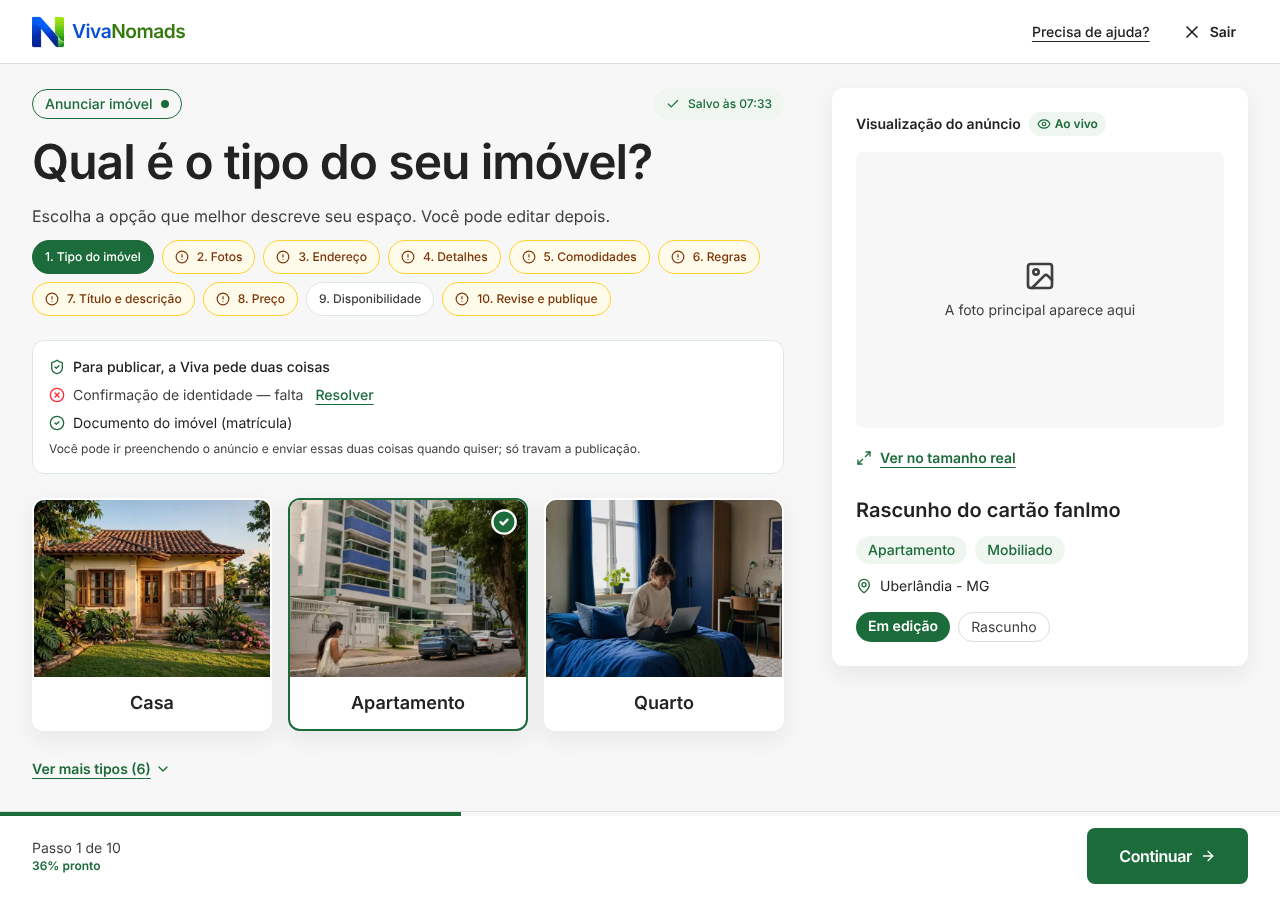 VivaNomads
Precisa de ajuda?
Sair
Anunciar imóvel
Salvo às 07:33
Qual é o tipo do seu imóvel?
Escolha a opção que melhor descreve seu espaço. Você pode editar depois.
1. Tipo do imóvel
2. Fotos
3. Endereço
4. Detalhes
5. Comodidades
6. Regras
7. Título e descrição
8. Preço
9. Disponibilidade
10. Revise e publique
Para publicar, a Viva pede duas coisas
Confirmação de identidade — falta Resolver
Documento do imóvel (matrícula)
Você pode ir preenchendo o anúncio e enviar essas duas coisas quando quiser; só travam a publicação.
Casa
Apartamento
Quarto
Ver mais tipos (6)
Visualização do anúncio
Ao vivo
A foto principal aparece aqui
Ver no tamanho real
Rascunho do cartão fanlmo
Apartamento
Mobiliado
Uberlândia - MG
Em edição
Rascunho
Passo 1 de 10
36% pronto
Continuar